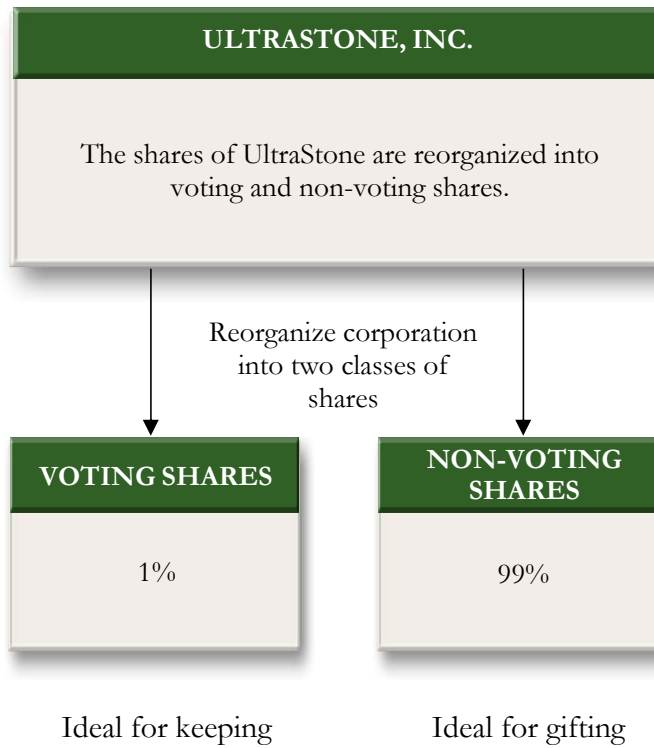 ULTRASTONE, INC.
The shares of UltraStone are reorganized into
voting and non-voting shares.
Reorganize corporation
into two classes of
shares
VOTING SHARES
1%
Ideal for keeping
NON-VOTING
SHARES
99%
Ideal for gifting